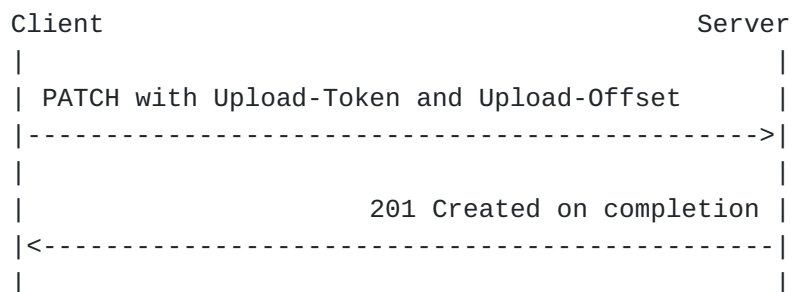 Client                                      Server
|                                                |
| PATCH with Upload-Token and Upload-Offset      |
|----------------------------------------------->|
|                                                |
|                      201 Created on completion |
|<-----------------------------------------------|
|                                                |